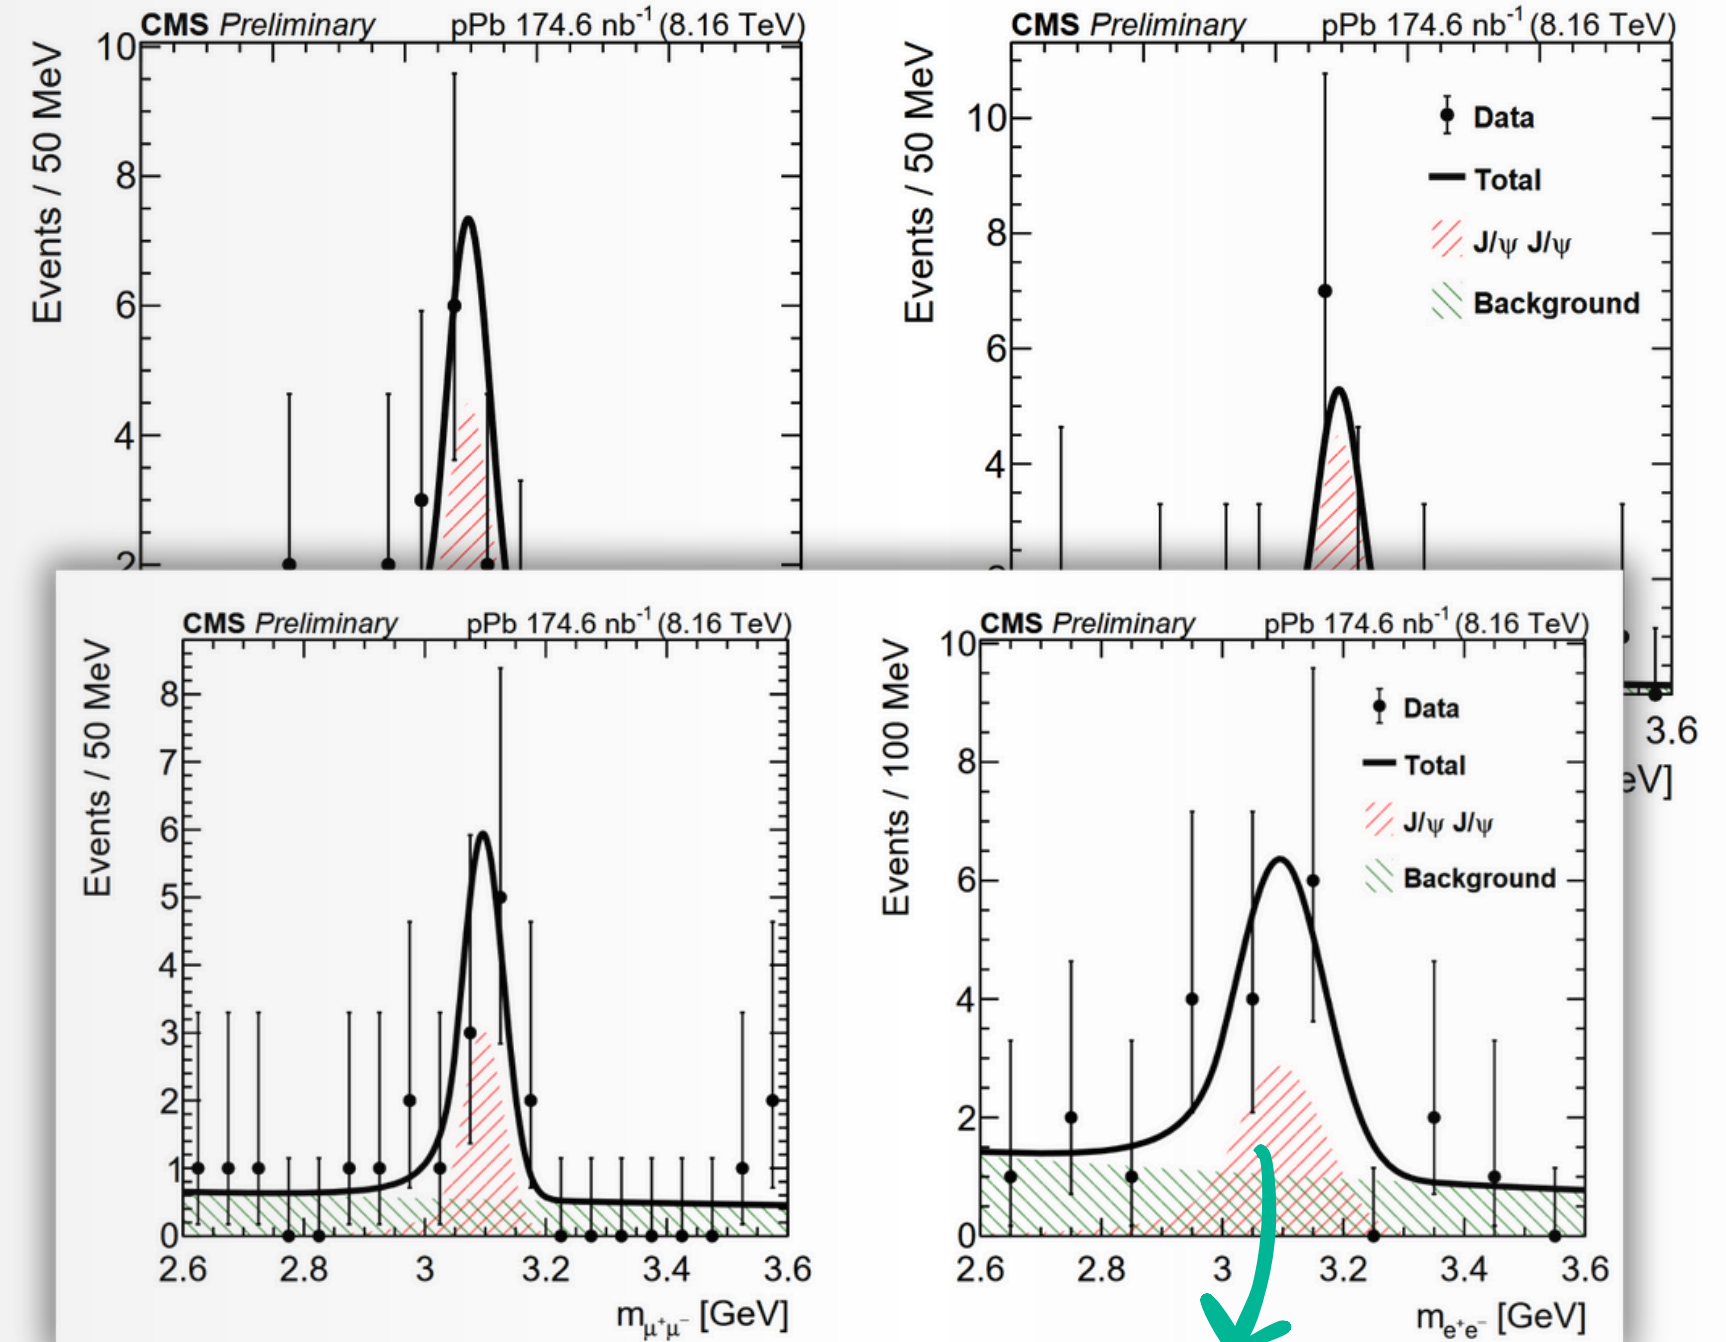 CMS Preliminary pPb 174.6 nb⁻¹ (8.16 TeV)
Events / 50 MeV
10
8
6
4
2
CMS Preliminary pPb 174.6 nb⁻¹ (8.16 TeV)
Events / 50 MeV
10
8
6
4
Data
Total
J/ψ J/ψ
Background
3.6
eV]
CMS Preliminary pPb 174.6 nb⁻¹ (8.16 TeV)
Events / 50 MeV
8
7
6
5
4
3
2
1
0
2.6 2.8 3 3.2 3.4 3.6
m_μ⁺μ⁻ [GeV]
CMS Preliminary pPb 174.6 nb⁻¹ (8.16 TeV)
Events / 100 MeV
10
8
6
4
2
0
Data
Total
J/ψ J/ψ
Background
2.6 2.8 3 3.2 3.4 3.6
m_e⁺e⁻ [GeV]